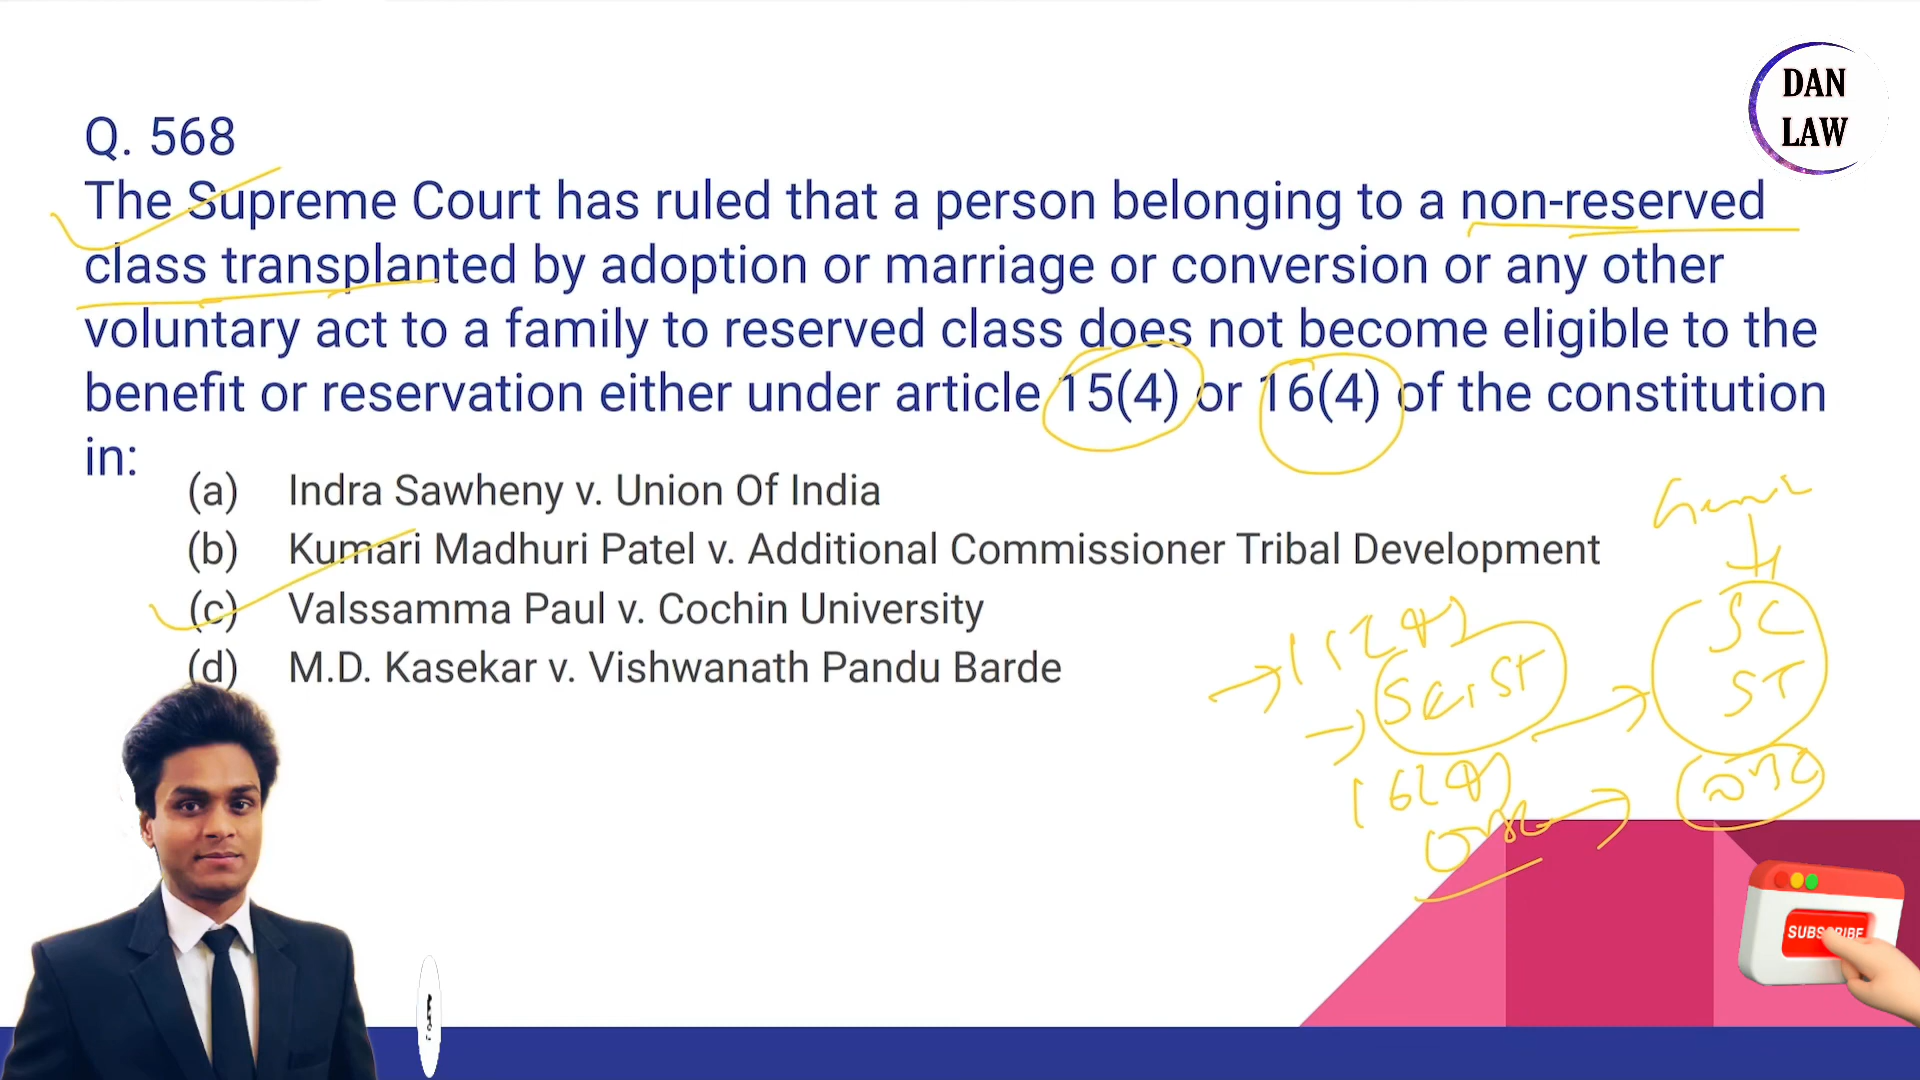 DAN
LAW
Q. 568
The Supreme Court has ruled that a person belonging to a non-reserved
class transplanted by adoption or marriage or conversion or any other
voluntary act to a family to reserved class does not become eligible to the
benefit or reservation either under article 15(4) or 16(4) of the constitution
in:
(a) Indra Sawheny v. Union Of India
(b) Kumari Madhuri Patel v. Additional Commissioner Tribal Development
(c) Valssamma Paul v. Cochin University
(d) M.D. Kasekar v. Vishwanath Pandu Barde
15(4)
SC, ST
16(4)
SC
ST
OBC
SUBSCRIBE